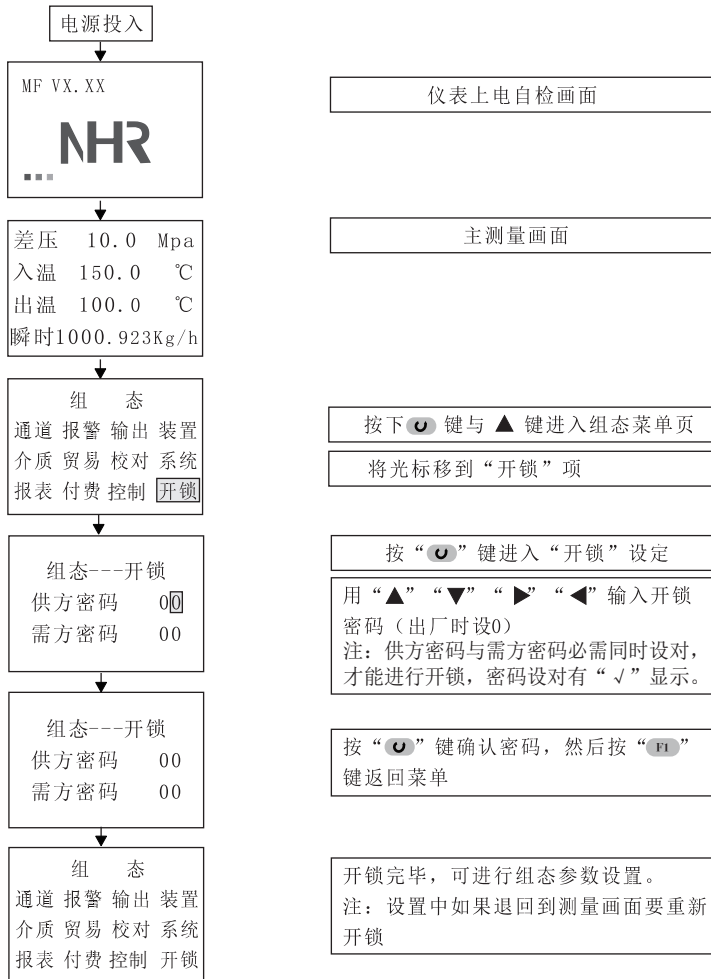 电源投入
MF VX.XX
NHR
仪表上电自检画面
差压 10.0 Mpa
入温 150.0 ℃
出温 100.0 ℃
瞬时1000.923Kg/h
主测量画面
组 态
通道 报警 输出 装置
介质 贸易 校对 系统
报表 付费 控制 开锁
按下 键与 ▲ 键进入组态菜单页
将光标移到“开锁”项
组态---开锁
供方密码 00
需方密码 00
按“ ”键进入“开锁”设定
用“▲”“▼”“▶”“◀”输入开锁
密码（出厂时设0）
注：供方密码与需方密码必需同时设对，
才能进行开锁，密码设对有“√”显示。
组态---开锁
供方密码 00
需方密码 00
按“ ”键确认密码，然后按“F1”
键返回菜单
组 态
通道 报警 输出 装置
介质 贸易 校对 系统
报表 付费 控制 开锁
开锁完毕，可进行组态参数设置。
注：设置中如果退回到测量画面要重新
开锁